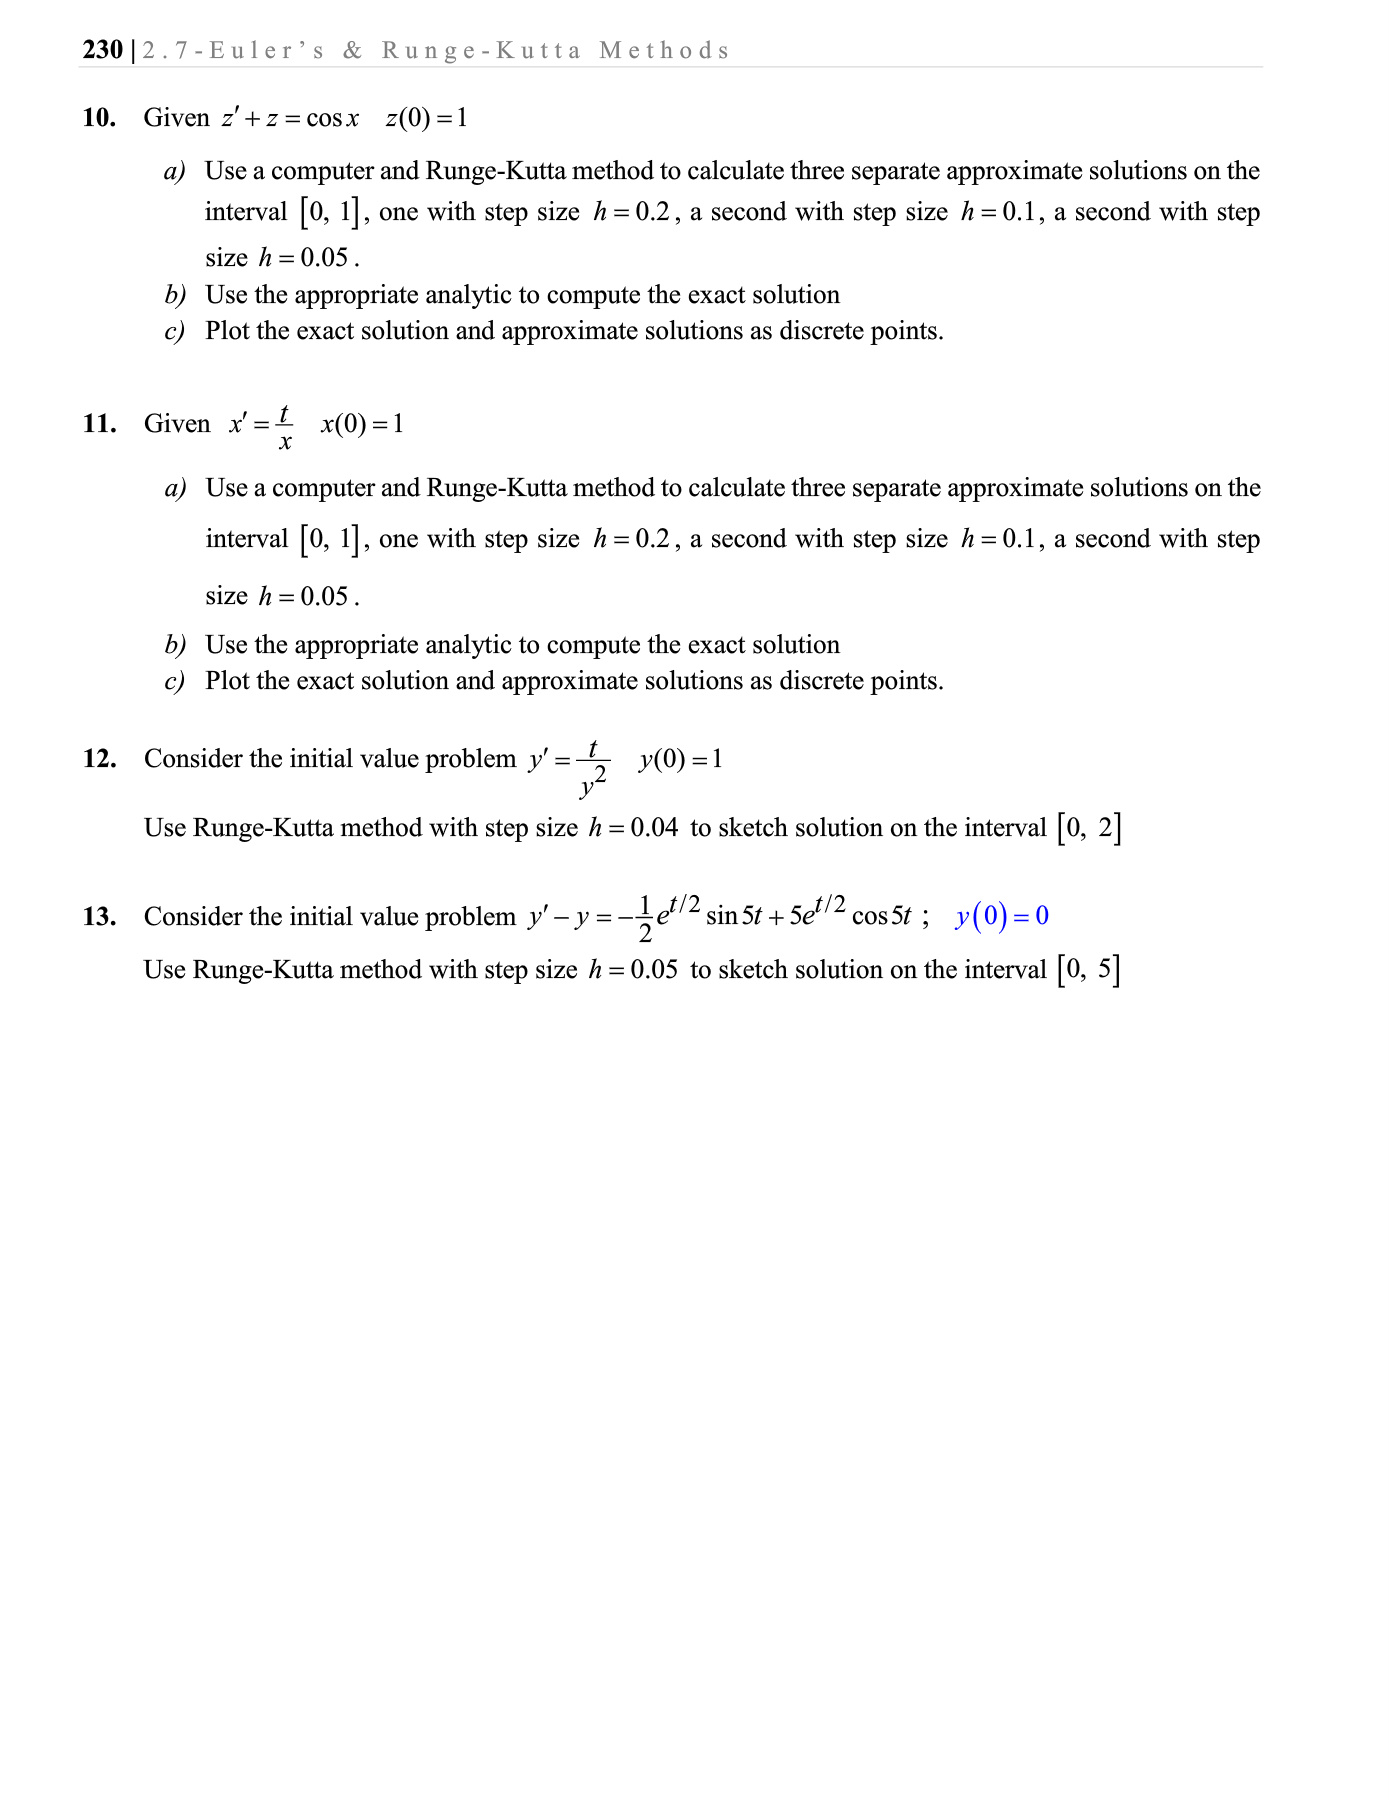 230 | 2.7-Euler's & Runge-Kutta Methods
10. Given z′ + z = cos x z(0) = 1
a) Use a computer and Runge-Kutta method to calculate three separate approximate solutions on the
interval [0, 1], one with step size h = 0.2, a second with step size h = 0.1, a second with step
size h = 0.05.
b) Use the appropriate analytic to compute the exact solution
c) Plot the exact solution and approximate solutions as discrete points.
11. Given x′ = t/x x(0) = 1
a) Use a computer and Runge-Kutta method to calculate three separate approximate solutions on the
interval [0, 1], one with step size h = 0.2, a second with step size h = 0.1, a second with step
size h = 0.05.
b) Use the appropriate analytic to compute the exact solution
c) Plot the exact solution and approximate solutions as discrete points.
12. Consider the initial value problem y′ = t/y² y(0) = 1
Use Runge-Kutta method with step size h = 0.04 to sketch solution on the interval [0, 2]
13. Consider the initial value problem y′ − y = −1/2 e^{t/2} sin 5t + 5e^{t/2} cos 5t ; y(0) = 0
Use Runge-Kutta method with step size h = 0.05 to sketch solution on the interval [0, 5]